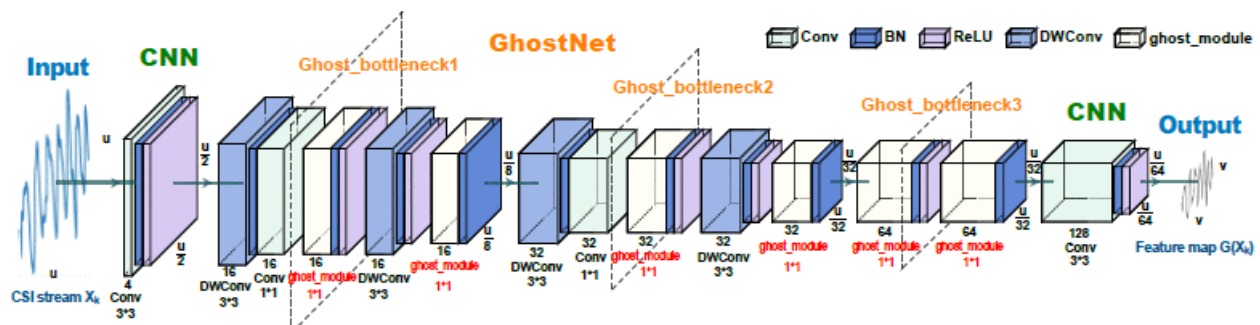 Conv
BN
ReLU
DWConv
ghost_module
Input
CNN
GhostNet
Ghost_bottleneck1
Ghost_bottleneck2
Ghost_bottleneck3
CNN
Output
u
u
CSI stream Xₖ
4
Conv
3*3
u/2
u/2
16
DWConv
3*3
16
Conv
1*1
16
ghost_module
1*1
16
DWConv
3*3
16
ghost_module
1*1
u/8
u/8
32
DWConv
3*3
32
Conv
1*1
32
ghost_module
1*1
32
DWConv
3*3
32
ghost_module
1*1
u/32
u/32
64
ghost_module
1*1
64
ghost_module
1*1
u/32
u/32
128
Conv
3*3
u/64
u/64
v
v
Feature map G(Xₖ)